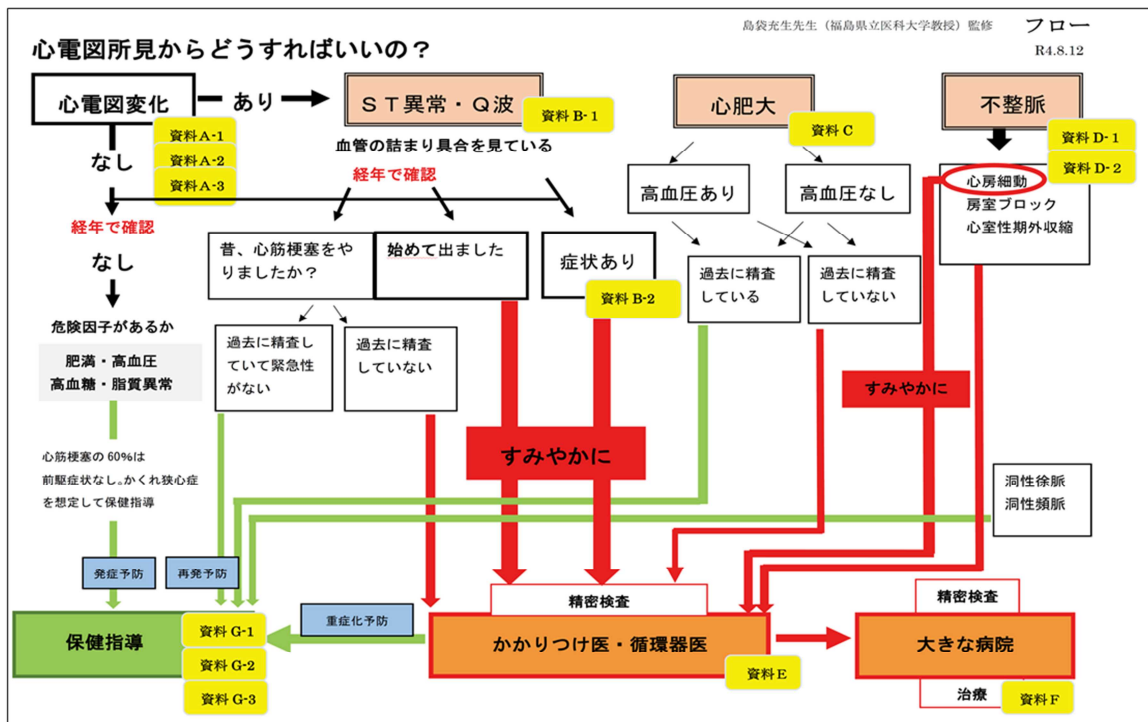 島袋充生先生（福島県立医科大学教授）監修
フロー
R4.8.12
心電図所見からどうすればいいの？
心電図変化
あり
ST異常・Q波
心肥大
不整脈
資料A-1
資料A-2
資料A-3
資料B-1
資料C
資料D-1
資料D-2
なし
血管の詰まり具合を見ている
経年で確認
経年で確認
なし
高血圧あり
高血圧なし
心房細動
房室ブロック
心室性期外収縮
昔、心筋梗塞をや
りましたか？
始めて出ました
症状あり
資料B-2
過去に精査
している
過去に精査
していない
危険因子があるか
肥満・高血圧
高血糖・脂質異常
過去に精査し
ていて緊急性
がない
過去に精査
していない
すみやかに
すみやかに
心筋梗塞の60%は
前駆症状なし。かくれ狭心症
を想定して保健指導
洞性徐脈
洞性頻脈
発症予防
再発予防
重症化予防
精密検査
精密検査
保健指導
資料G-1
資料G-2
資料G-3
かかりつけ医・循環器医
資料E
大きな病院
治療
資料F